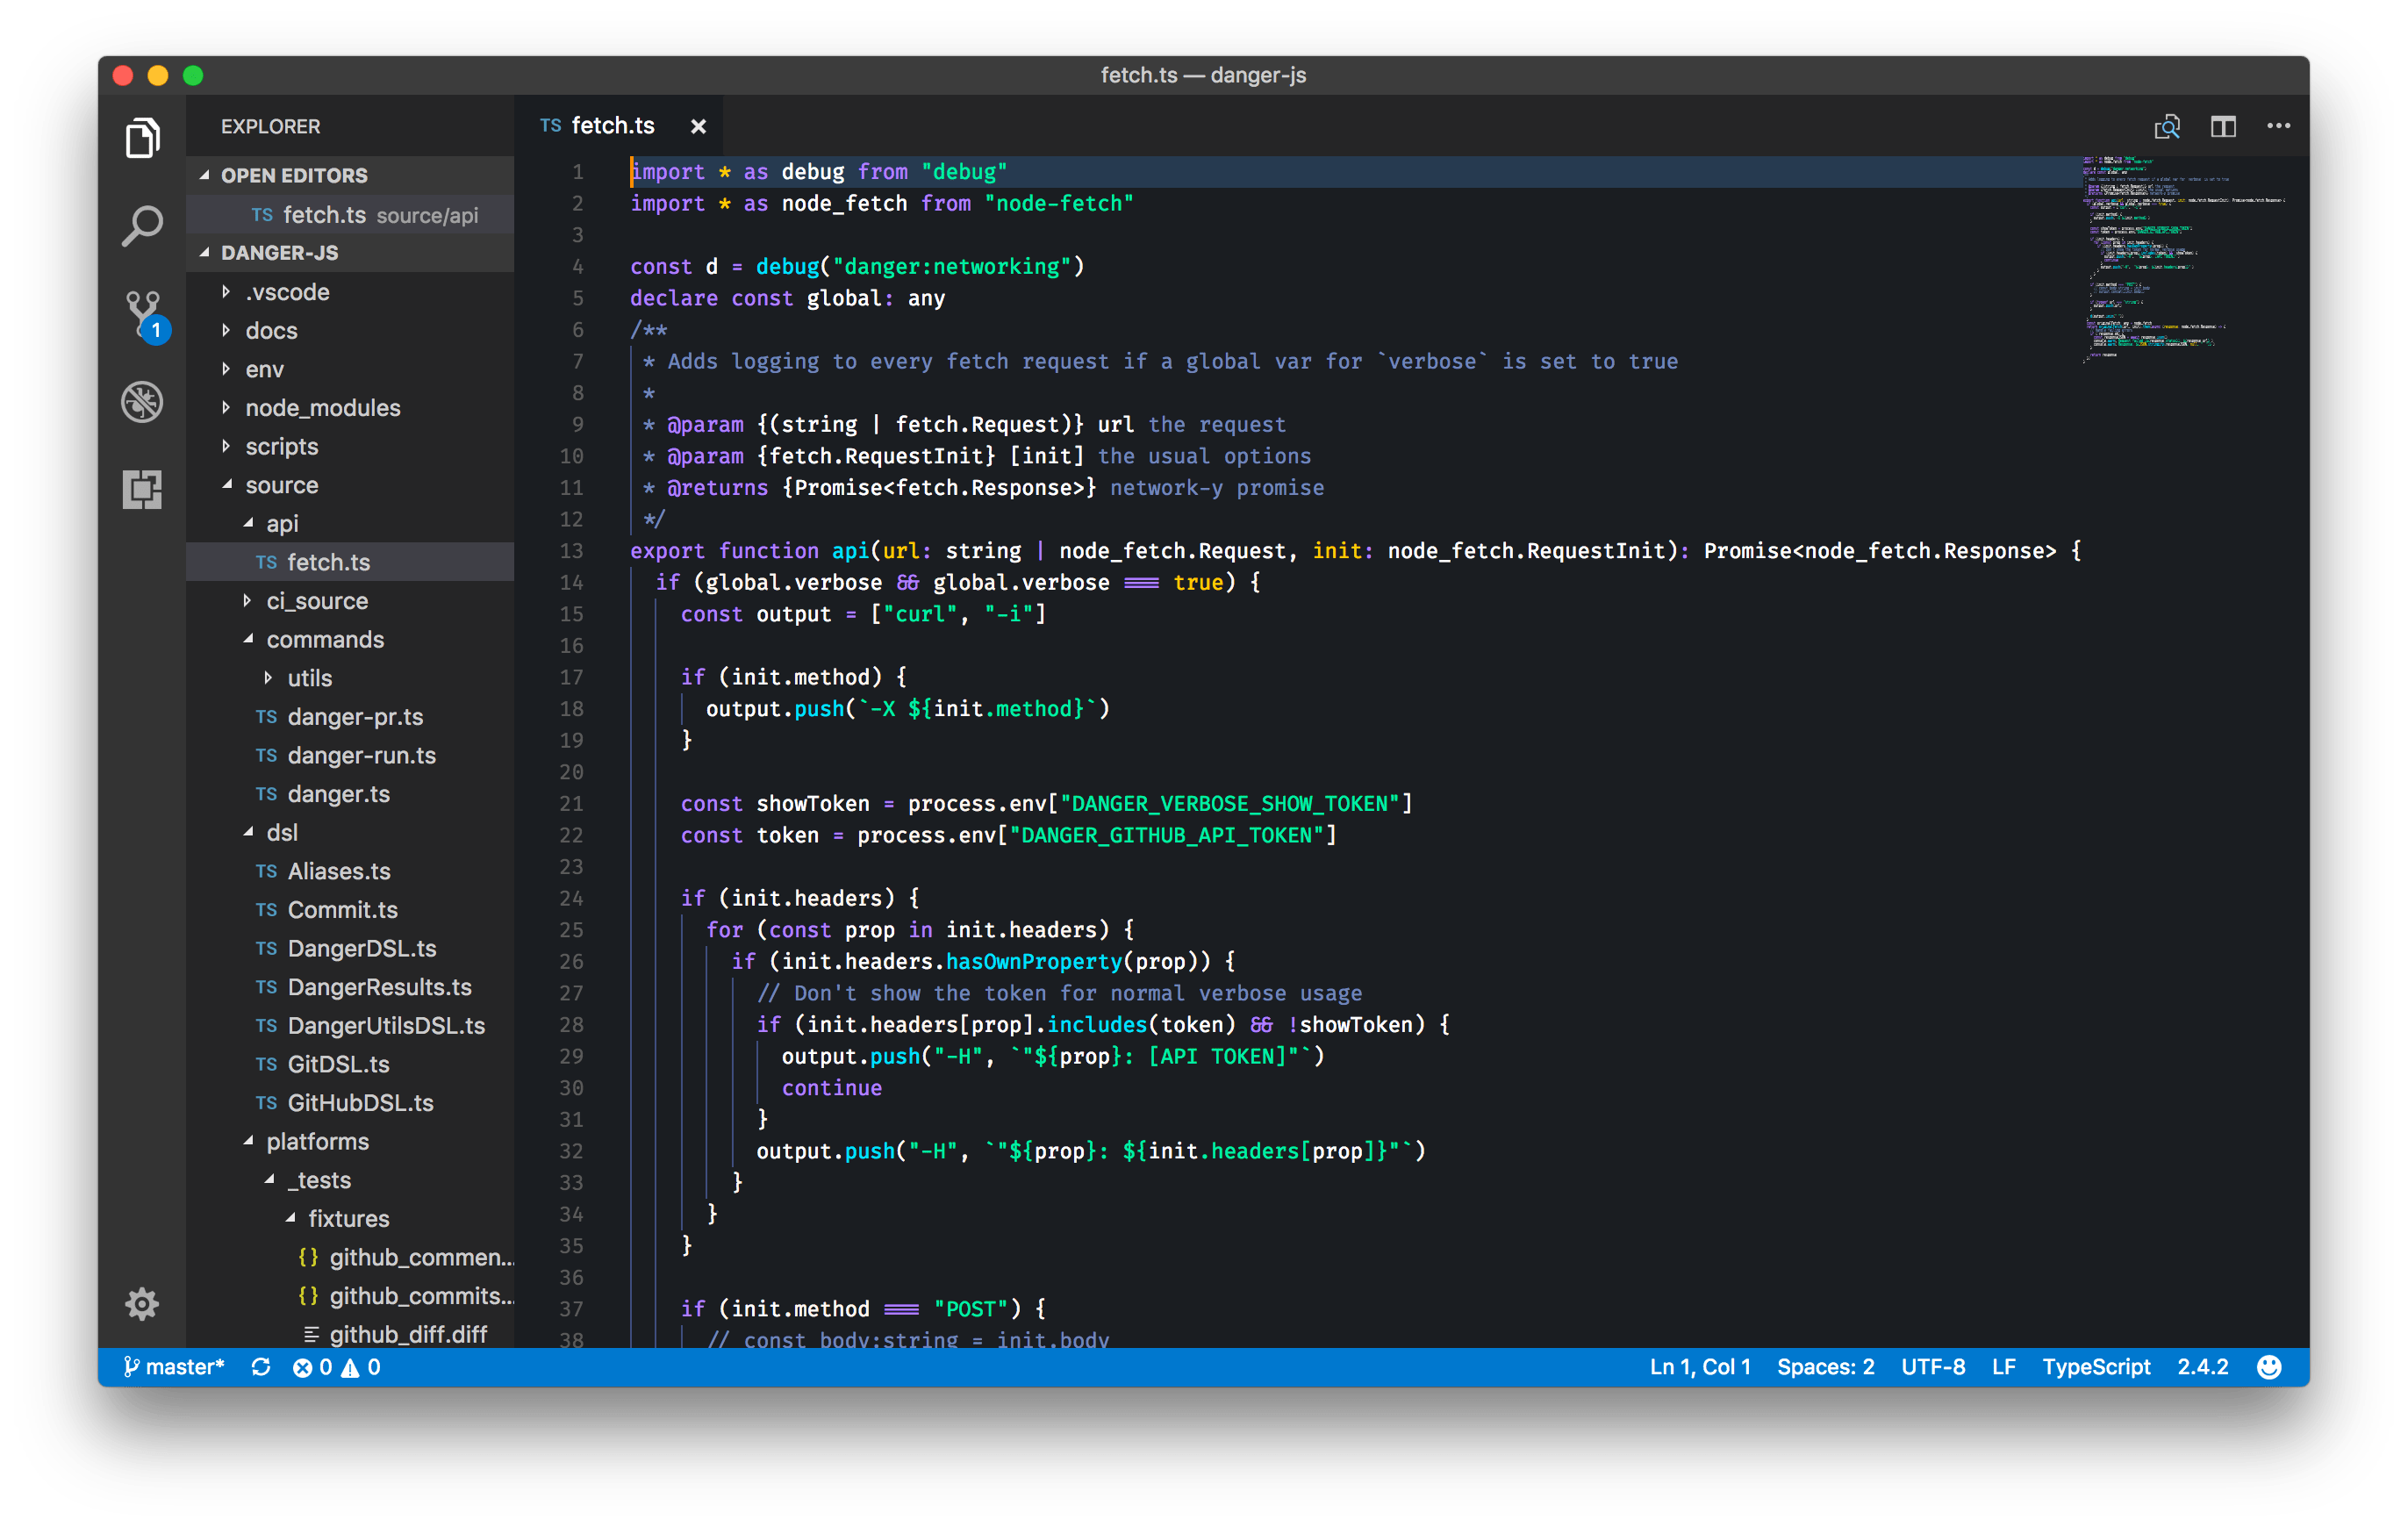 fetch.ts — danger-js
EXPLORER
OPEN EDITORS
TS fetch.ts source/api
DANGER-JS
.vscode
docs
env
node_modules
scripts
source
api
TS fetch.ts
ci_source
commands
utils
TS danger-pr.ts
TS danger-run.ts
TS danger.ts
dsl
TS Aliases.ts
TS Commit.ts
TS DangerDSL.ts
TS DangerResults.ts
TS DangerUtilsDSL.ts
TS GitDSL.ts
TS GitHubDSL.ts
platforms
_tests
fixtures
{} github_commen...
{} github_commits...
github_diff.diff
1
TS fetch.ts ×
1 import * as debug from "debug"
2 import * as node_fetch from "node-fetch"
3
4 const d = debug("danger:networking")
5 declare const global: any
6 /**
7 * Adds logging to every fetch request if a global var for `verbose` is set to true
8 *
9 * @param {(string | fetch.Request)} url the request
10 * @param {fetch.RequestInit} [init] the usual options
11 * @returns {Promise<fetch.Response>} network-y promise
12 */
13 export function api(url: string | node_fetch.Request, init: node_fetch.RequestInit): Promise<node_fetch.Response> {
14 if (global.verbose && global.verbose === true) {
15 const output = ["curl", "-i"]
16
17 if (init.method) {
18 output.push(`-X ${init.method}`)
19 }
20
21 const showToken = process.env["DANGER_VERBOSE_SHOW_TOKEN"]
22 const token = process.env["DANGER_GITHUB_API_TOKEN"]
23
24 if (init.headers) {
25 for (const prop in init.headers) {
26 if (init.headers.hasOwnProperty(prop)) {
27 // Don't show the token for normal verbose usage
28 if (init.headers[prop].includes(token) && !showToken) {
29 output.push("-H", `"${prop}: [API TOKEN]"`)
30 continue
31 }
32 output.push("-H", `"${prop}: ${init.headers[prop]}"`)
33 }
34 }
35 }
36
37 if (init.method === "POST") {
38 // const body:string = init.body
master* 0 0
Ln 1, Col 1 Spaces: 2 UTF-8 LF TypeScript 2.4.2